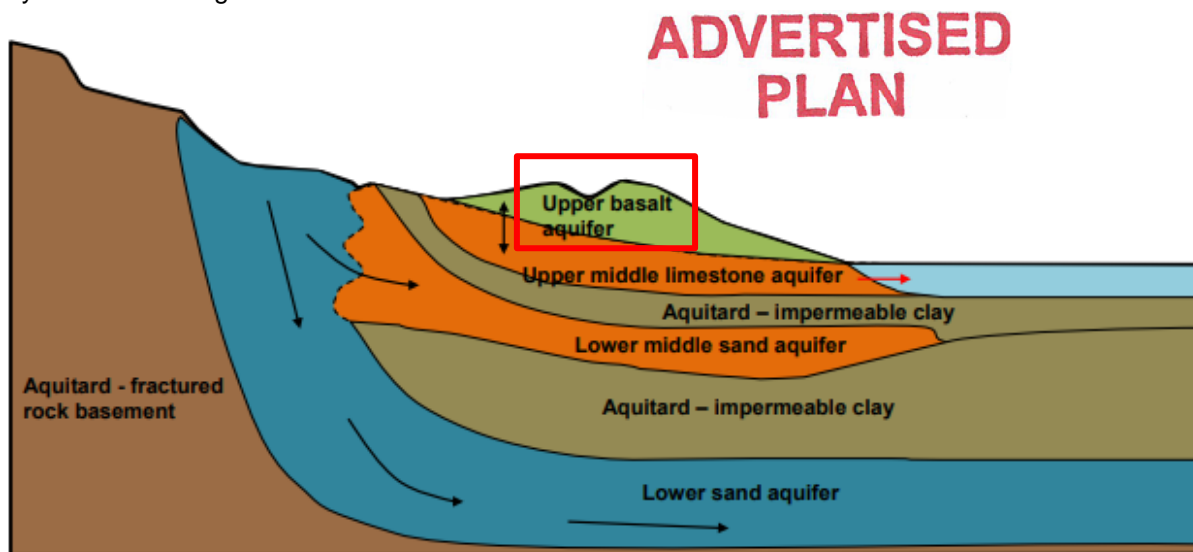 ADVERTISED
PLAN
Upper basalt
aquifer
Upper middle limestone aquifer
Aquitard – impermeable clay
Lower middle sand aquifer
Aquitard - fractured
rock basement
Aquitard – impermeable clay
Lower sand aquifer